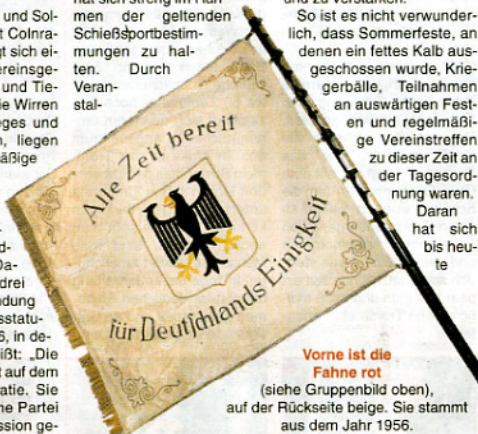 und Sol-
t Colnra-
gt sich ei-
ereinsge-
und Tie-
ie Wirren
eges und
n, liegen
äßige
d-
Da-
drei
ndung
sstatu-
6, in de-
ißt: „Die
t auf dem
atie. Sie
ne Partei
ssion ge-
hat sich streng im Rah-
men der geltenden
Schießsportbestim-
mungen zu hal-
ten. Durch
Veran-
stal-
Alle Zeit bereit
für Deutſchlands Einigkeit
und zu verstärken.
So ist es nicht verwunder-
lich, dass Sommerfeste, an
denen ein fettes Kalb aus-
geschossen wurde, Krie-
gerbälle, Teilnahmen
an auswärtigen Fest-
en und regelmäßi-
ge Vereinstreffen
zu dieser Zeit an
der Tagesord-
nung waren.
Daran
hat sich
bis heu-
te
Vorne ist die
Fahne rot
(siehe Gruppenbild oben),
auf der Rückseite beige. Sie stammt
aus dem Jahr 1956.